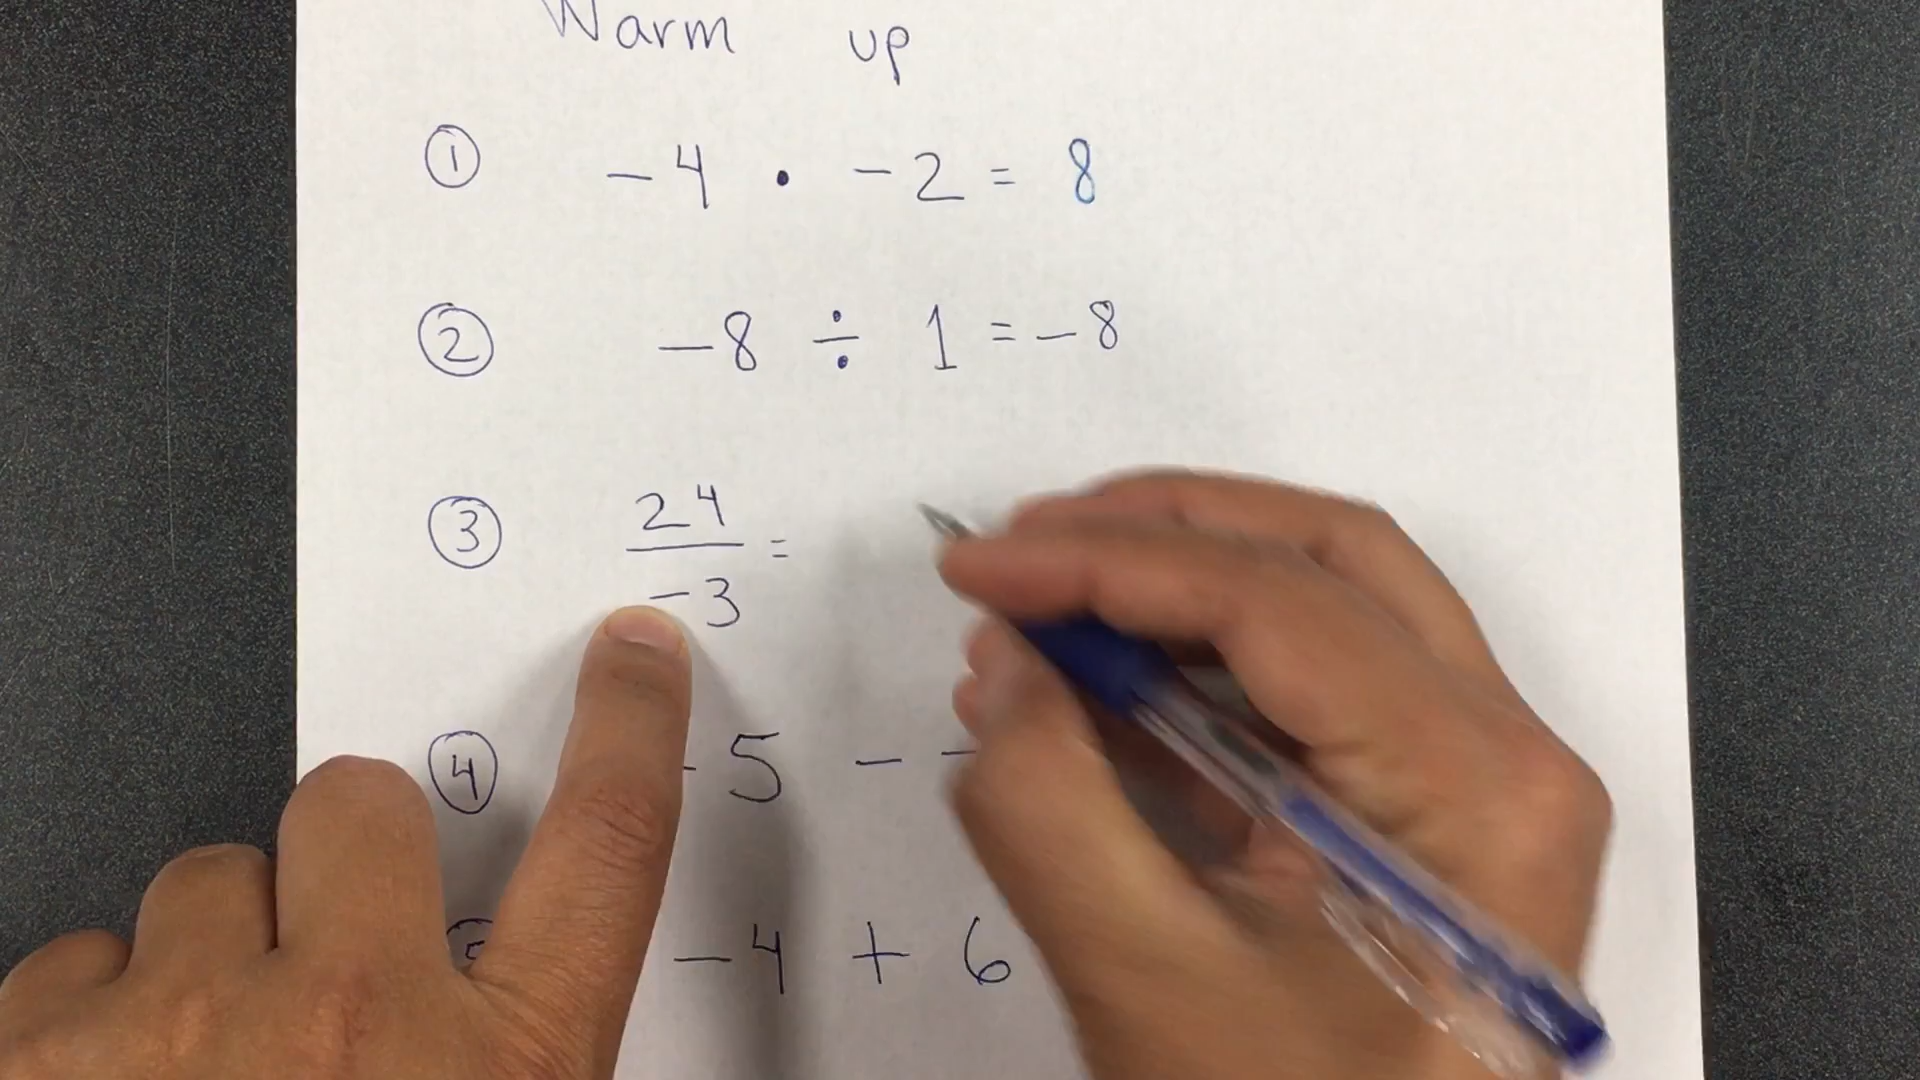 Warm up
① -4 · -2 = 8
② -8 ÷ 1 = -8
③ 24
-3 =
④ -5 - -
-4 + 6